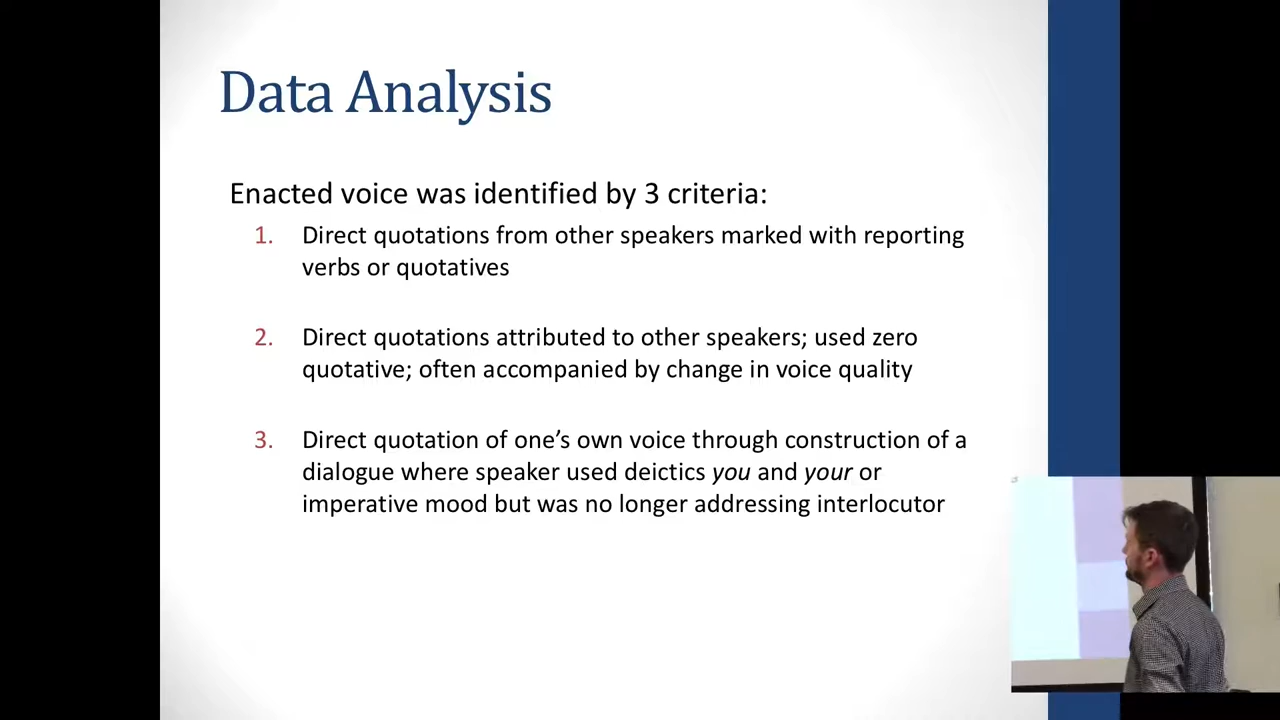 Data Analysis
Enacted voice was identified by 3 criteria:
1. Direct quotations from other speakers marked with reporting
verbs or quotatives
2. Direct quotations attributed to other speakers; used zero
quotative; often accompanied by change in voice quality
3. Direct quotation of one’s own voice through construction of a
dialogue where speaker used deictics you and your or
imperative mood but was no longer addressing interlocutor